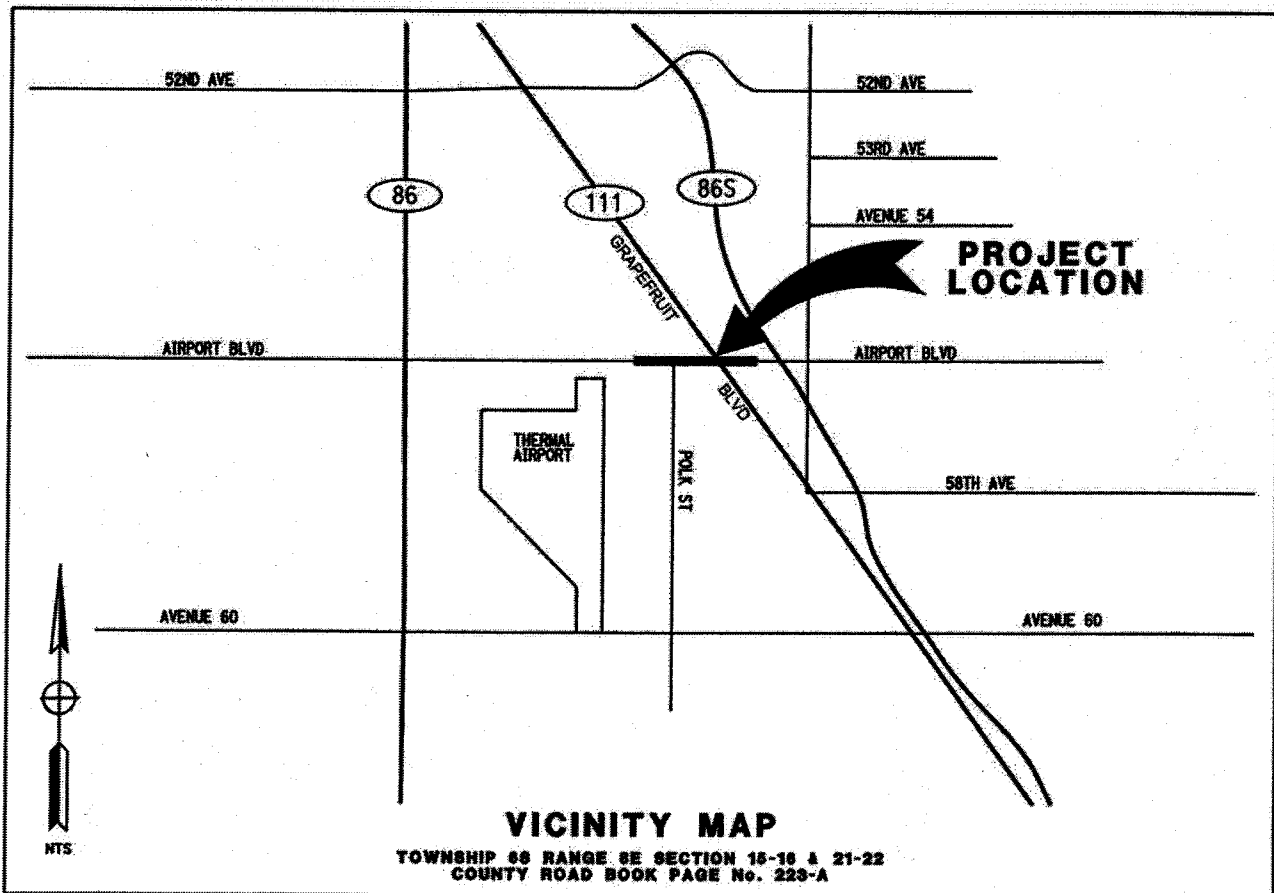 52ND AVE
52ND AVE
53RD AVE
86
111
86S
AVENUE 54
GRAPEFRUIT
PROJECT
LOCATION
AIRPORT BLVD
AIRPORT BLVD
BLVD
THERMAL
AIRPORT
POLK ST
58TH AVE
AVENUE 60
AVENUE 60
NTS
VICINITY MAP
TOWNSHIP 6S RANGE 8E SECTION 15-16 & 21-22
COUNTY ROAD BOOK PAGE No. 223-A